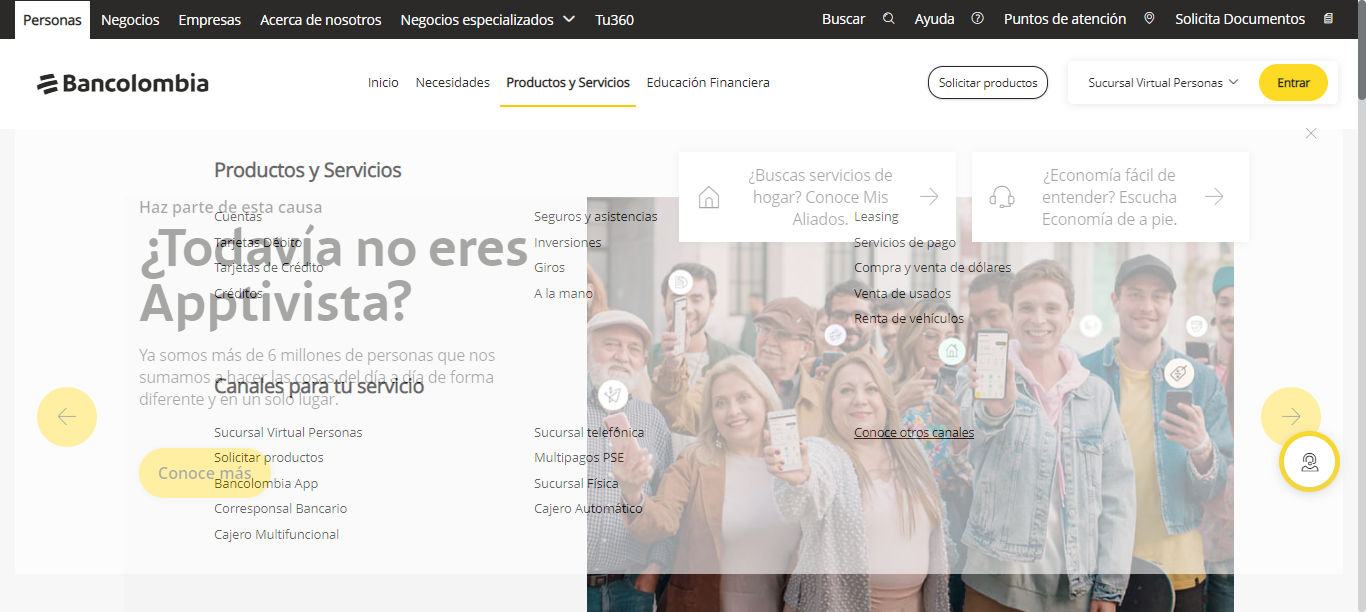 Personas Negocios Empresas Acerca de nosotros Negocios especializados Tu360 Buscar Ayuda Puntos de atención Solicita Documentos
Bancolombia Inicio Necesidades Productos y Servicios Educación Financiera Solicitar productos Sucursal Virtual Personas Entrar
Productos y Servicios
Cuentas
Tarjetas Débito
Tarjetas de Crédito
Créditos
Seguros y asistencias
Inversiones
Giros
A la mano
Leasing
Servicios de pago
Compra y venta de dólares
Venta de usados
Renta de vehículos
¿Buscas servicios de
hogar? Conoce Mis
Aliados.
¿Economía fácil de
entender? Escucha
Economía de a pie.
Haz parte de esta causa
¿Todavía no eres
Apptivista?
Ya somos más de 6 millones de personas que nos
sumamos a hacer las cosas del día a día de forma
diferente y en un solo lugar.
Conoce más
Canales para tu servicio
Sucursal Virtual Personas
Solicitar productos
Bancolombia App
Corresponsal Bancario
Cajero Multifuncional
Sucursal telefónica
Multipagos PSE
Sucursal Física
Cajero Automático
Conoce otros canales